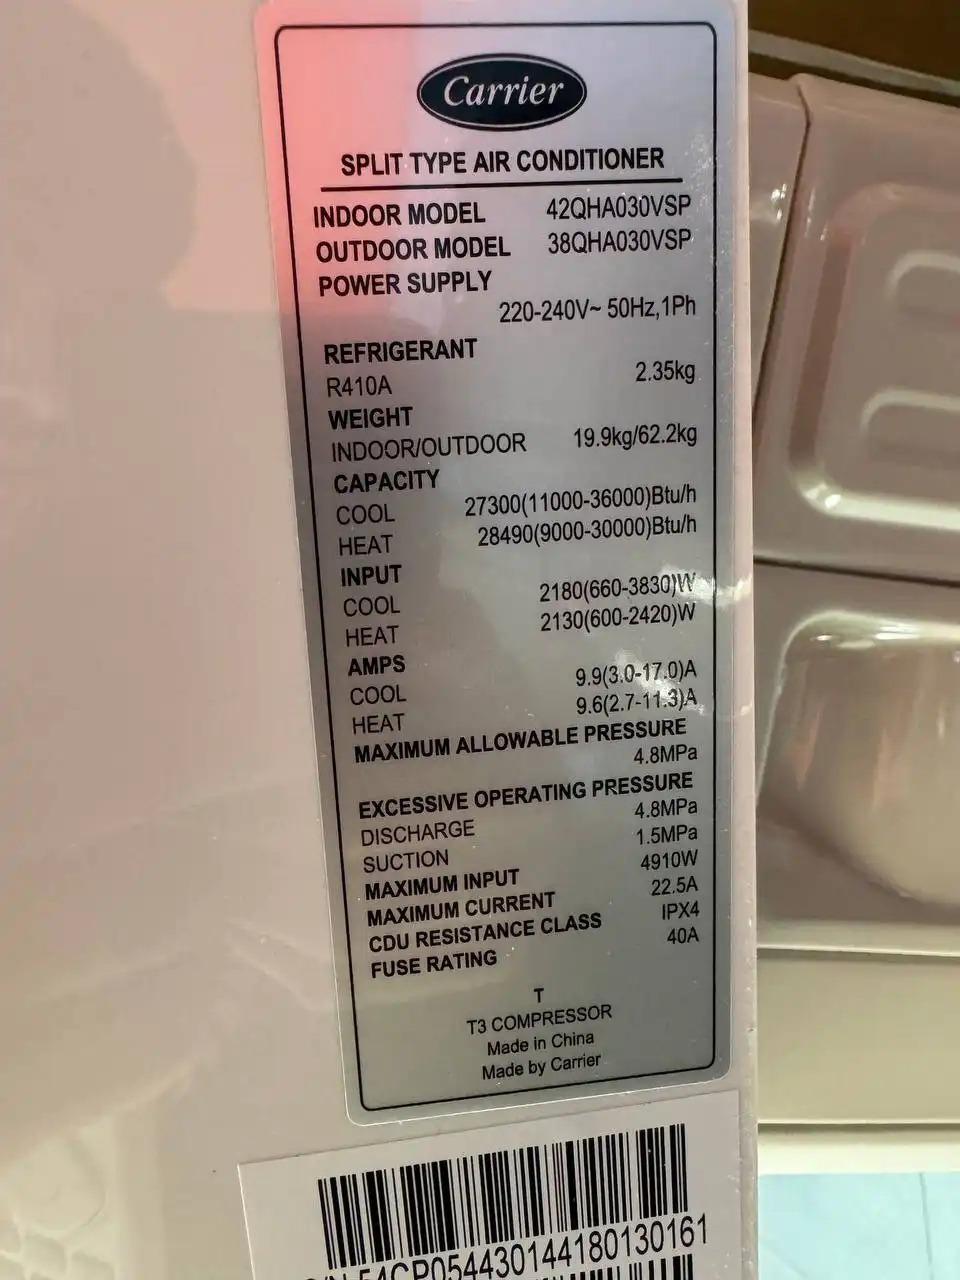 Carrier
SPLIT TYPE AIR CONDITIONER
INDOOR MODEL 42QHA030VSP
OUTDOOR MODEL 38QHA030VSP
POWER SUPPLY
220-240V~ 50Hz,1Ph
REFRIGERANT
R410A 2.35kg
WEIGHT
INDOOR/OUTDOOR 19.9kg/62.2kg
CAPACITY
COOL 27300(11000-36000)Btu/h
HEAT 28490(9000-30000)Btu/h
INPUT
COOL 2180(660-3830)W
HEAT 2130(600-2420)W
AMPS
COOL 9.9(3.0-17.0)A
HEAT 9.6(2.7-11.3)A
MAXIMUM ALLOWABLE PRESSURE
4.8MPa
EXCESSIVE OPERATING PRESSURE
DISCHARGE 4.8MPa
SUCTION 1.5MPa
MAXIMUM INPUT 4910W
MAXIMUM CURRENT 22.5A
CDU RESISTANCE CLASS IPX4
FUSE RATING 40A
T
T3 COMPRESSOR
Made in China
Made by Carrier
54CP05443014418013​0161